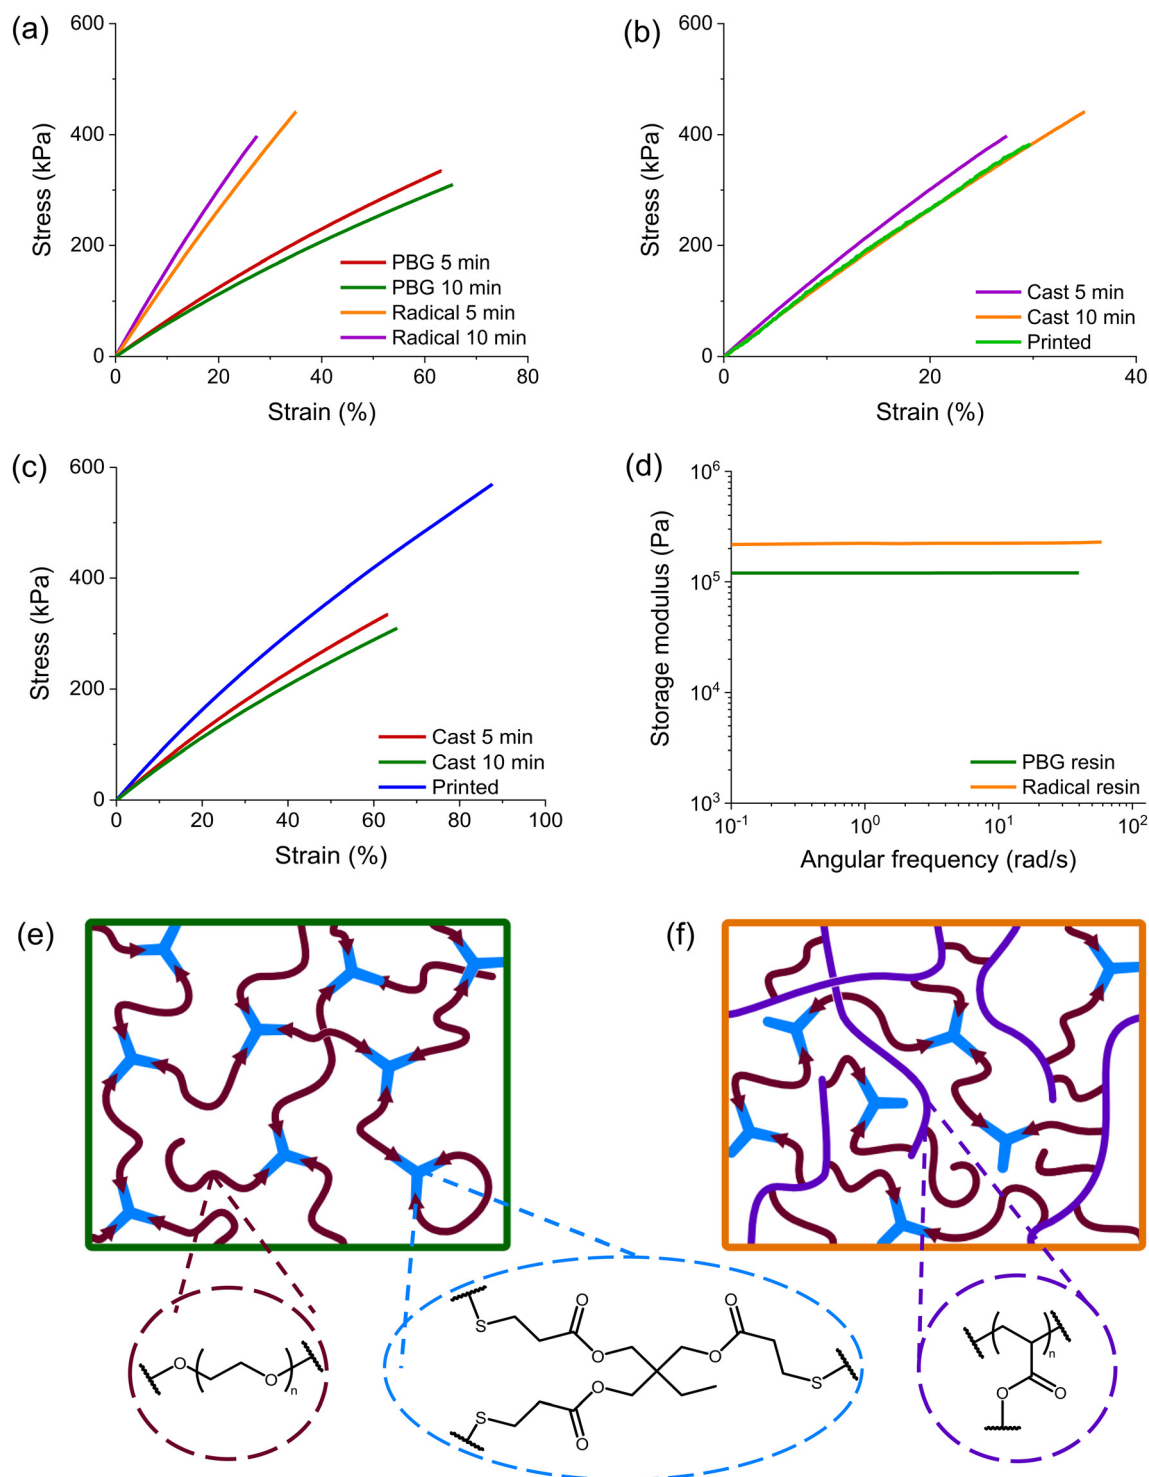 (a)
600
400
200
0
Stress (kPa)
PBG 5 min
PBG 10 min
Radical 5 min
Radical 10 min
0 20 40 60 80
Strain (%)
(b)
600
400
200
0
Stress (kPa)
Cast 5 min
Cast 10 min
Printed
0 20 40
Strain (%)
(c)
600
400
200
0
Stress (kPa)
Cast 5 min
Cast 10 min
Printed
0 20 40 60 80 100
Strain (%)
(d)
10⁶
10⁵
10⁴
10³
Storage modulus (Pa)
PBG resin
Radical resin
10⁻¹ 10⁰ 10¹ 10²
Angular frequency (rad/s)
(e)
(f)
O
O
n
S
O
O
O
O
S
O
S
O
n
O
O